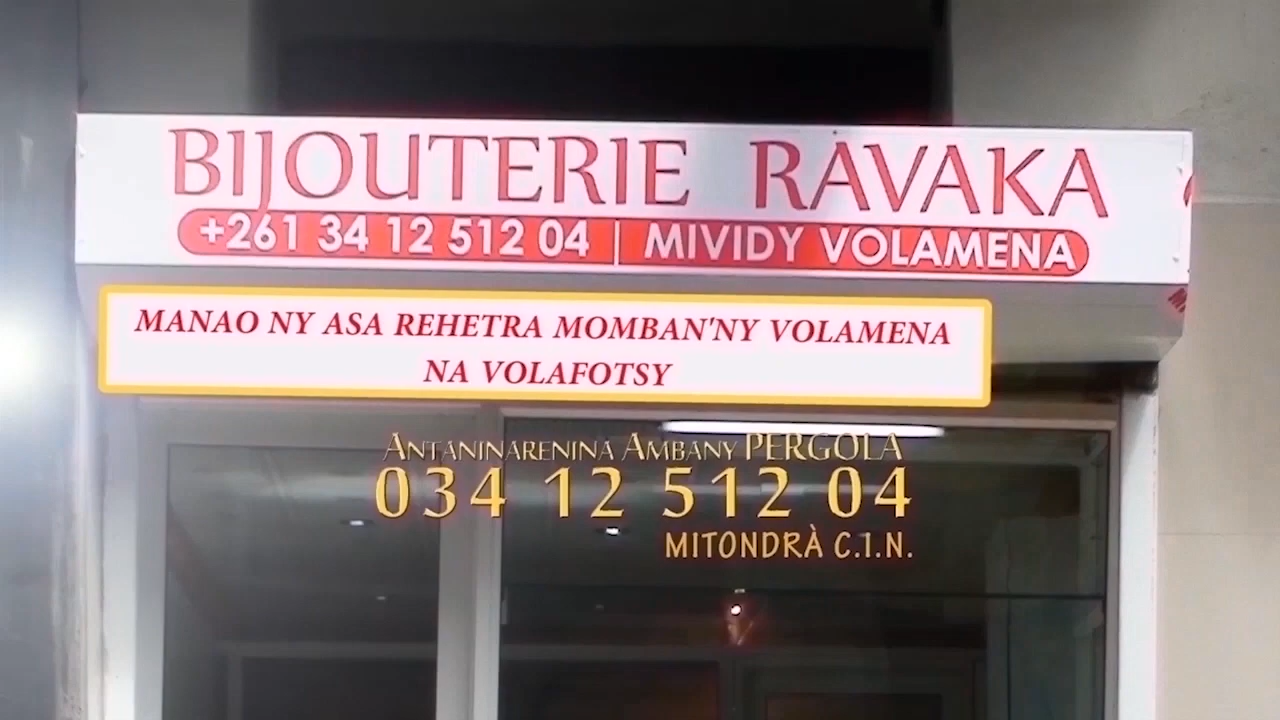 BIJOUTERIE RAVAKA
+261 34 12 512 04 | MIVIDY VOLAMENA
MANAO NY ASA REHETRA MOMBAN'NY VOLAMENA
NA VOLAFOTSY
ANTANINARENINA AMBANY PERGOLA
034 12 512 04
MITONDRÀ C.I.N.